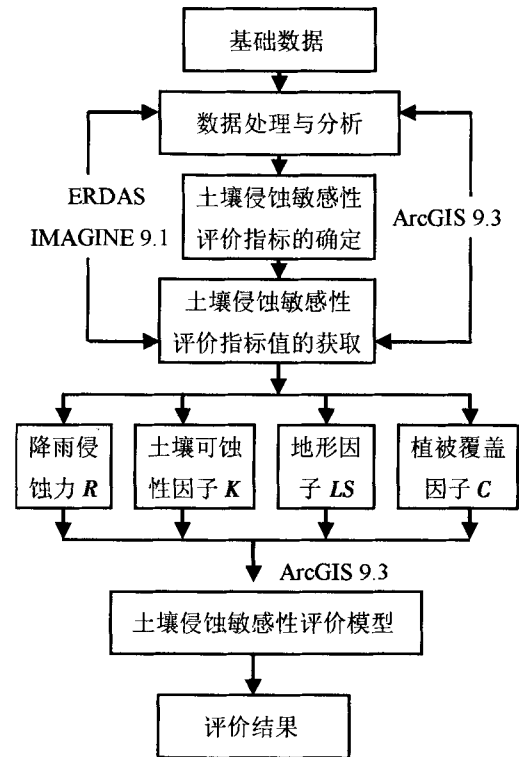 基础数据
数据处理与分析
ERDAS
IMAGINE 9.1
土壤侵蚀敏感性
评价指标的确定
ArcGIS 9.3
土壤侵蚀敏感性
评价指标值的获取
降雨侵
蚀力 R
土壤可蚀
性因子 K
地形因
子 LS
植被覆盖
因子 C
ArcGIS 9.3
土壤侵蚀敏感性评价模型
评价结果